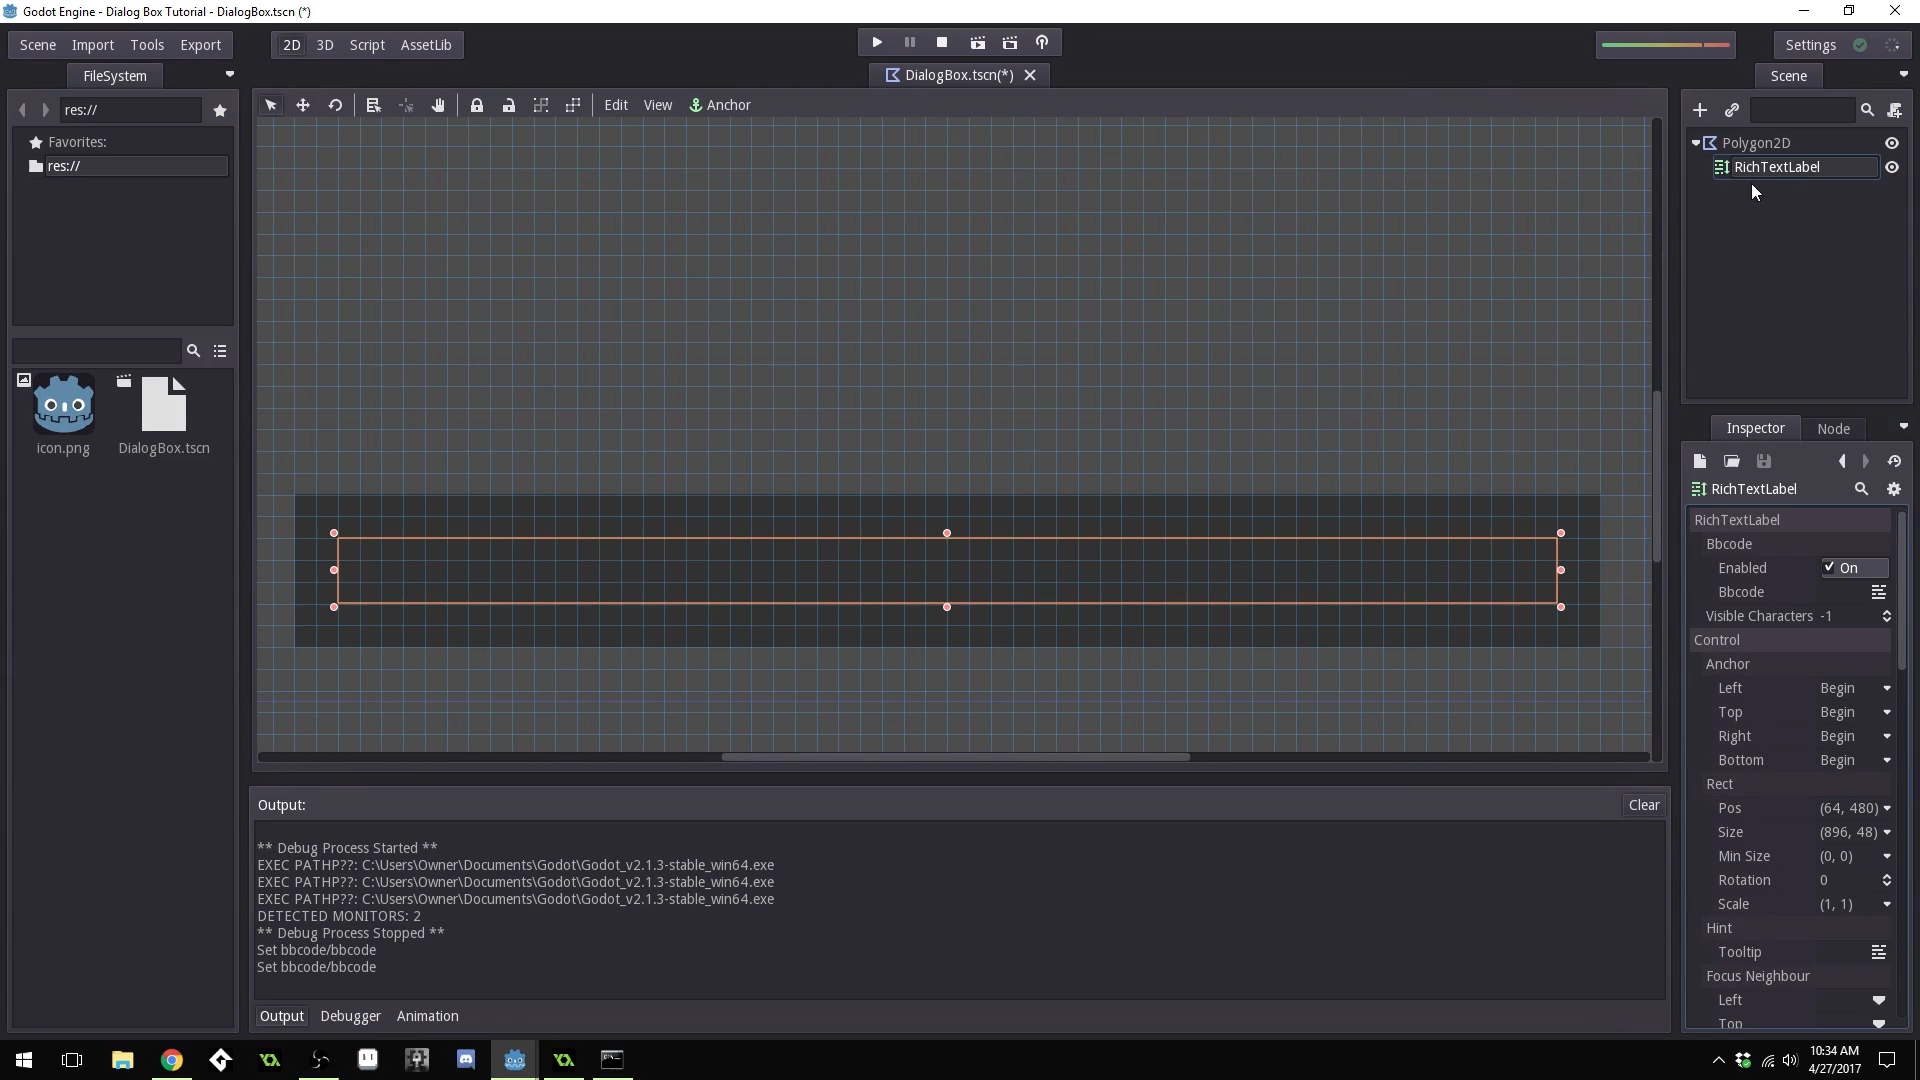 Godot Engine - Dialog Box Tutorial - DialogBox.tscn (*)
Scene Import Tools Export
2D 3D Script AssetLib
Settings
FileSystem
DialogBox.tscn(*)
Scene
res://
Edit View Anchor
Favorites:
res://
Polygon2D
RichTextLabel
icon.png
DialogBox.tscn
Inspector Node
RichTextLabel
RichTextLabel
Bbcode
Enabled On
Bbcode
Visible Characters -1
Control
Anchor
Left Begin
Top Begin
Right Begin
Bottom Begin
Rect
Pos (64, 480)
Size (896, 48)
Min Size (0, 0)
Rotation 0
Scale (1, 1)
Hint
Tooltip
Focus Neighbour
Left
Top
Output:
Clear
** Debug Process Started **
EXEC PATHP??: C:\Users\Owner\Documents\Godot\Godot_v2.1.3-stable_win64.exe
EXEC PATHP??: C:\Users\Owner\Documents\Godot\Godot_v2.1.3-stable_win64.exe
EXEC PATHP??: C:\Users\Owner\Documents\Godot\Godot_v2.1.3-stable_win64.exe
DETECTED MONITORS: 2
** Debug Process Stopped **
Set bbcode/bbcode
Set bbcode/bbcode
Output Debugger Animation
10:34 AM
4/27/2017